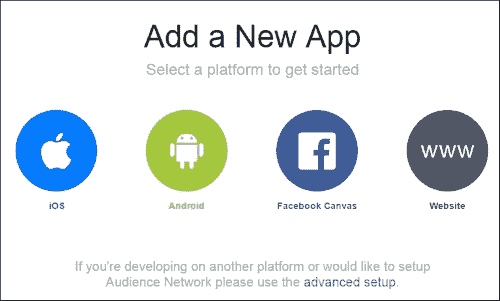 Add a New App
Select a platform to get started
WWW
iOS
Android
Facebook Canvas
Website
If you're developing on another platform or would like to setup
Audience Network please use the advanced setup.